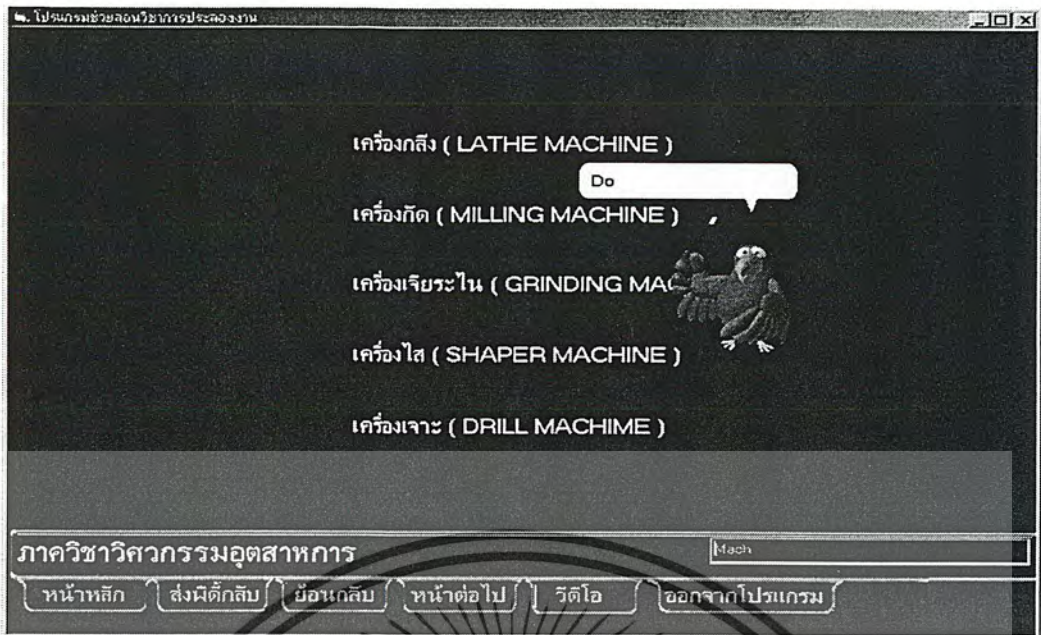 โปรแกรมช่วยสอนวิชาการประลองงาน
เครื่องกลึง ( LATHE MACHINE )
Do
เครื่องกัด ( MILLING MACHINE )
เครื่องเจียระไน ( GRINDING MAC
เครื่องไส ( SHAPER MACHINE )
เครื่องเจาะ ( DRILL MACHIME )
ภาควิชาวิศวกรรมอุตสาหการ
Mach
หน้าหลัก ส่งฟีดิ๊กลับ ย้อนกลับ หน้าต่อไป วีดีโอ ออกจากโปรแกรม